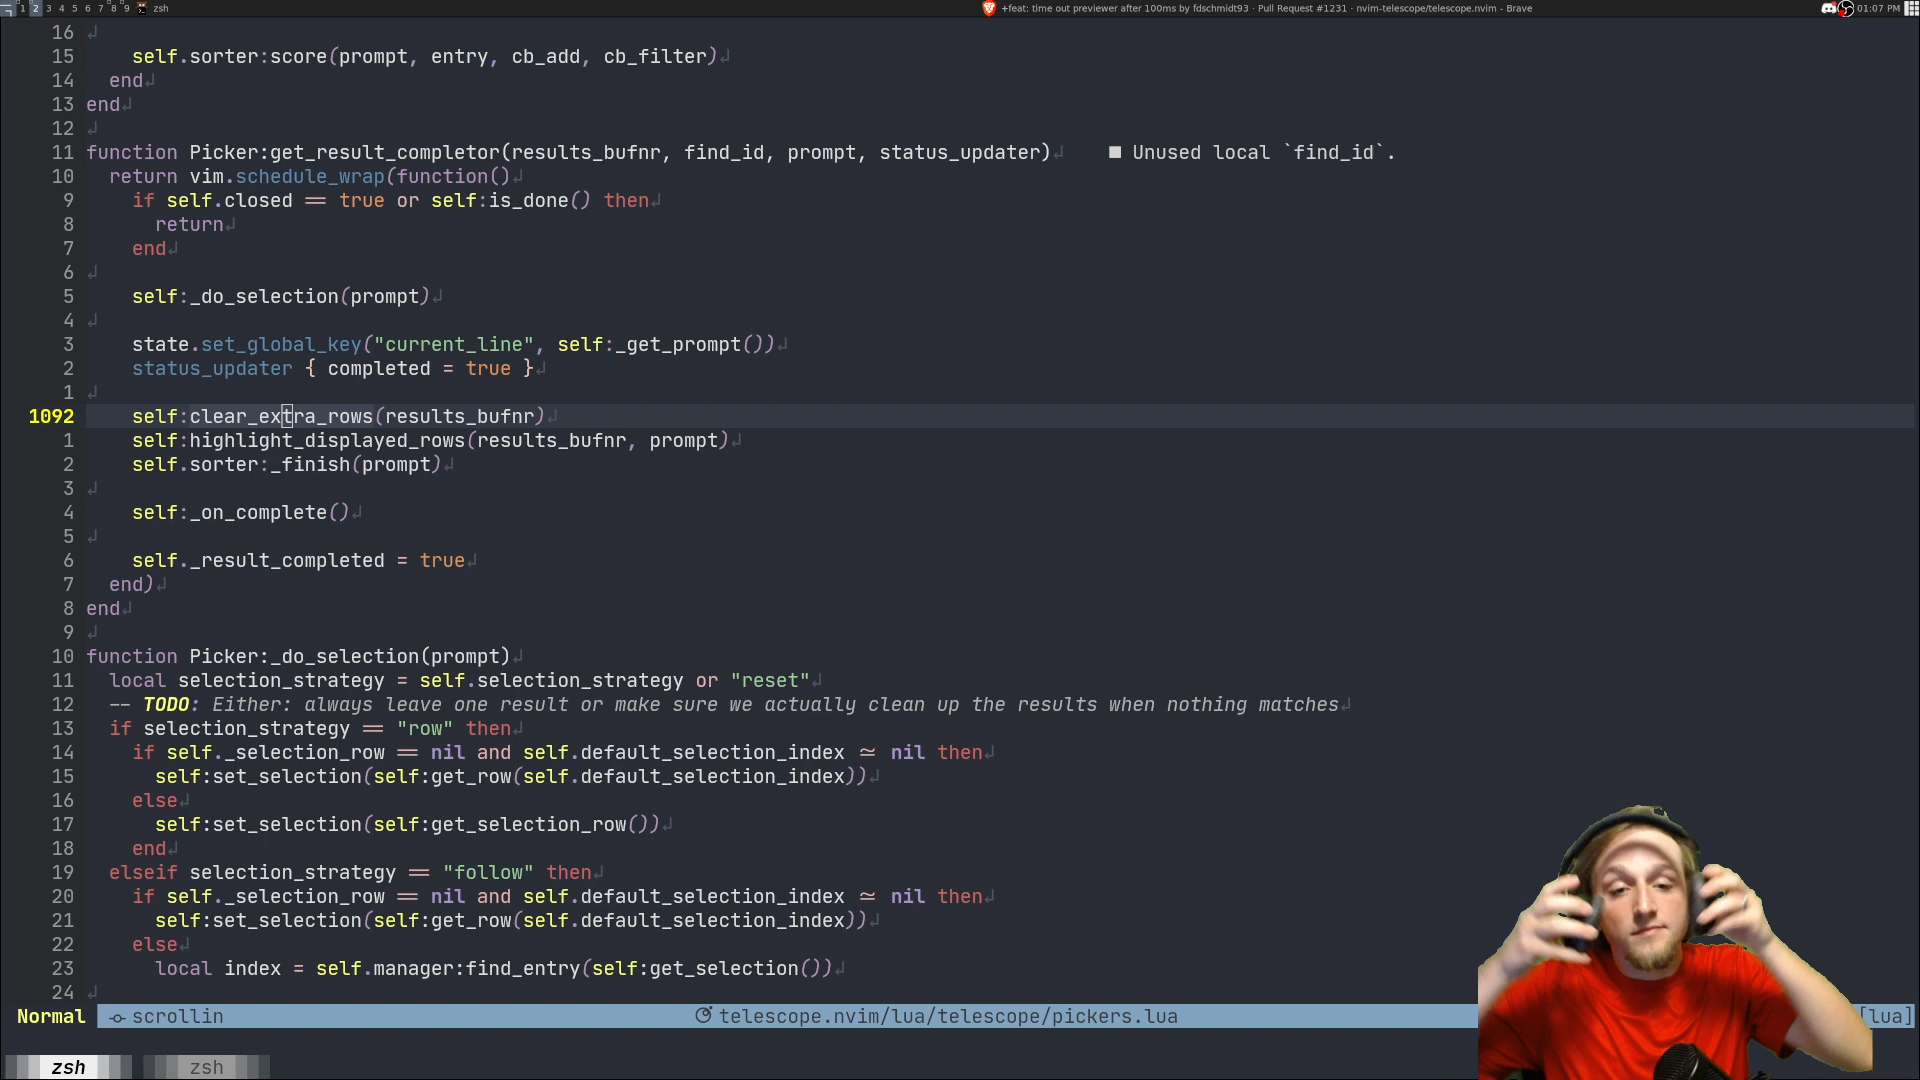 1 2 3 4 5 6 7 8 9 zsh
+feat: time out previewer after 100ms by fdschmidt93 · Pull Request #1231 · nvim-telescope/telescope.nvim - Brave
01:07 PM
16
15 self.sorter:score(prompt, entry, cb_add, cb_filter)
14 end
13 end
12
11 function Picker:get_result_completor(results_bufnr, find_id, prompt, status_updater) ■ Unused local `find_id`.
10 return vim.schedule_wrap(function()
9 if self.closed == true or self:is_done() then
8 return
7 end
6
5 self:_do_selection(prompt)
4
3 state.set_global_key("current_line", self:_get_prompt())
2 status_updater { completed = true }
1
1092 self:clear_extra_rows(results_bufnr)
1 self:highlight_displayed_rows(results_bufnr, prompt)
2 self.sorter:_finish(prompt)
3
4 self:_on_complete()
5
6 self._result_completed = true
7 end)
8 end
9
10 function Picker:_do_selection(prompt)
11 local selection_strategy = self.selection_strategy or "reset"
12 -- TODO: Either: always leave one result or make sure we actually clean up the results when nothing matches
13 if selection_strategy == "row" then
14 if self._selection_row == nil and self.default_selection_index ~= nil then
15 self:set_selection(self:get_row(self.default_selection_index))
16 else
17 self:set_selection(self:get_selection_row())
18 end
19 elseif selection_strategy == "follow" then
20 if self._selection_row == nil and self.default_selection_index ~= nil then
21 self:set_selection(self:get_row(self.default_selection_index))
22 else
23 local index = self.manager:find_entry(self:get_selection())
24
Normal scrollin telescope.nvim/lua/telescope/pickers.lua [lua]
zsh zsh